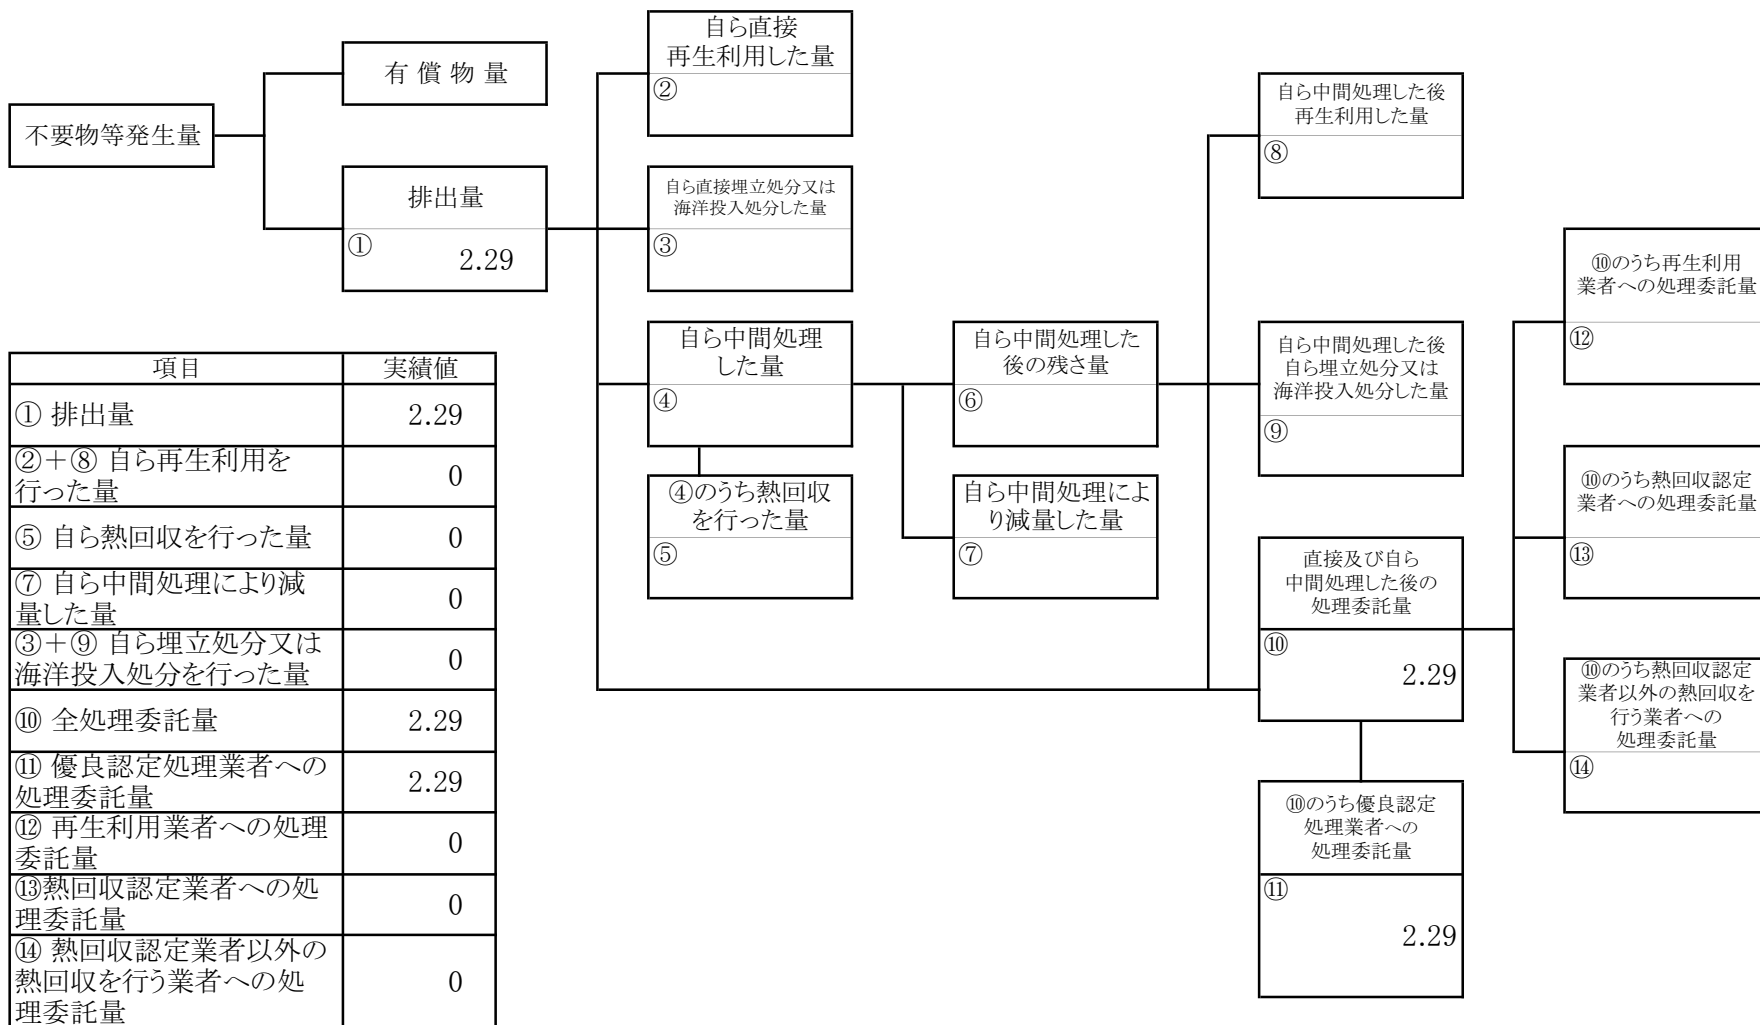 不要物等発生量
有 償 物 量
排出量
①
2.29
自ら直接
再生利用した量
②
自ら直接埋立処分又は
海洋投入処分した量
③
自ら中間処理
した量
④
④のうち熱回収
を行った量
⑤
自ら中間処理した
後の残さ量
⑥
自ら中間処理によ
り減量した量
⑦
自ら中間処理した後
再生利用した量
⑧
自ら中間処理した後
自ら埋立処分又は
海洋投入処分した量
⑨
直接及び自ら
中間処理した後の
処理委託量
⑩
2.29
⑩のうち優良認定
処理業者への
処理委託量
⑪
2.29
⑩のうち再生利用
業者への処理委託量
⑫
⑩のうち熱回収認定
業者への処理委託量
⑬
⑩のうち熱回収認定
業者以外の熱回収を
行う業者への
処理委託量
⑭
項目 実績値
① 排出量 2.29
②＋⑧ 自ら再生利用を
行った量 0
⑤ 自ら熱回収を行った量 0
⑦ 自ら中間処理により減
量した量 0
③＋⑨ 自ら埋立処分又は
海洋投入処分を行った量 0
⑩ 全処理委託量 2.29
⑪ 優良認定処理業者への
処理委託量 2.29
⑫ 再生利用業者への処理
委託量 0
⑬熱回収認定業者への処
理委託量 0
⑭ 熱回収認定業者以外の
熱回収を行う業者への処
理委託量 0